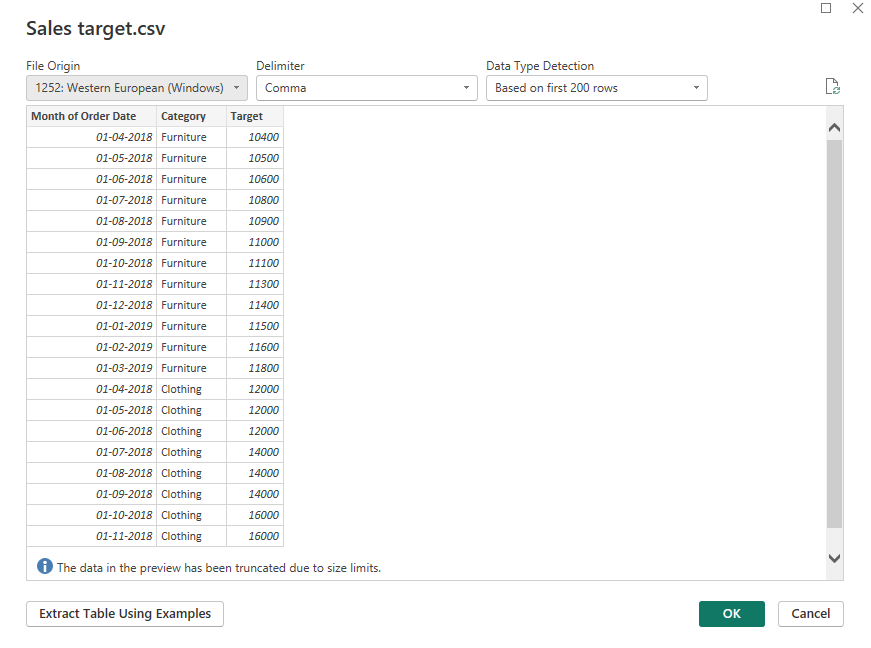 Sales target.csv
File Origin Delimiter Data Type Detection
1252: Western European (Windows) Comma Based on first 200 rows
Month of Order Date Category Target
01-04-2018 Furniture 10400
01-05-2018 Furniture 10500
01-06-2018 Furniture 10600
01-07-2018 Furniture 10800
01-08-2018 Furniture 10900
01-09-2018 Furniture 11000
01-10-2018 Furniture 11100
01-11-2018 Furniture 11300
01-12-2018 Furniture 11400
01-01-2019 Furniture 11500
01-02-2019 Furniture 11600
01-03-2019 Furniture 11800
01-04-2018 Clothing 12000
01-05-2018 Clothing 12000
01-06-2018 Clothing 12000
01-07-2018 Clothing 14000
01-08-2018 Clothing 14000
01-09-2018 Clothing 14000
01-10-2018 Clothing 16000
01-11-2018 Clothing 16000
The data in the preview has been truncated due to size limits.
Extract Table Using Examples OK Cancel